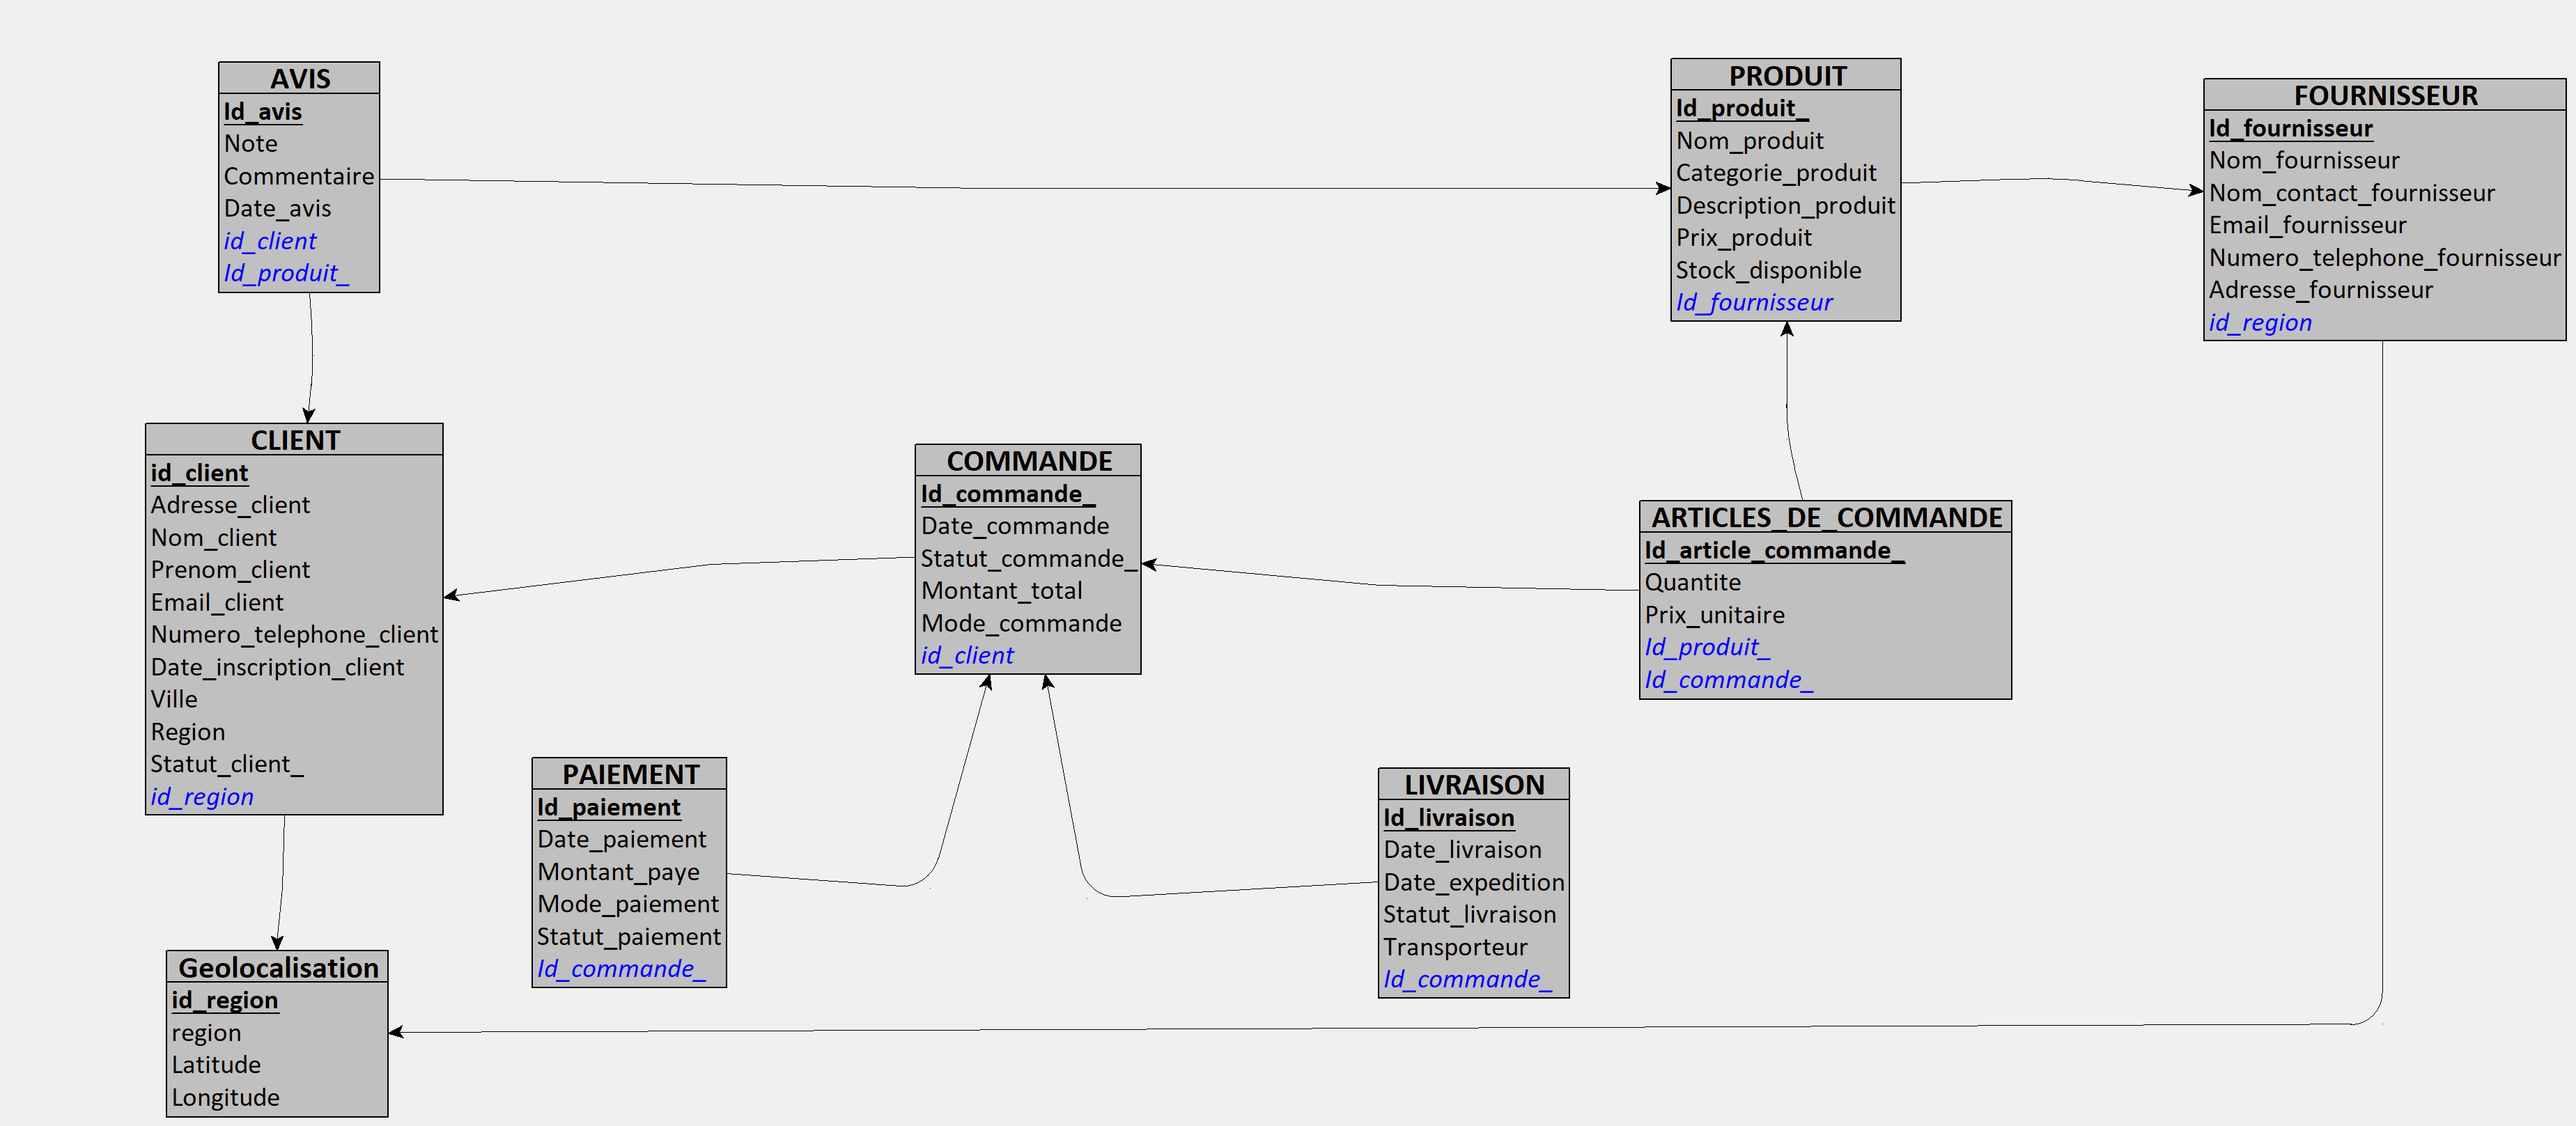 AVIS
Id_avis
Note
Commentaire
Date_avis
id_client
Id_produit_
PRODUIT
Id_produit_
Nom_produit
Categorie_produit
Description_produit
Prix_produit
Stock_disponible
Id_fournisseur
FOURNISSEUR
Id_fournisseur
Nom_fournisseur
Nom_contact_fournisseur
Email_fournisseur
Numero_telephone_fournisseur
Adresse_fournisseur
id_region
CLIENT
id_client
Adresse_client
Nom_client
Prenom_client
Email_client
Numero_telephone_client
Date_inscription_client
Ville
Region
Statut_client_
id_region
COMMANDE
Id_commande_
Date_commande
Statut_commande_
Montant_total
Mode_commande
id_client
ARTICLES_DE_COMMANDE
Id_article_commande_
Quantite
Prix_unitaire
Id_produit_
Id_commande_
PAIEMENT
Id_paiement
Date_paiement
Montant_paye
Mode_paiement
Statut_paiement
Id_commande_
LIVRAISON
Id_livraison
Date_livraison
Date_expedition
Statut_livraison
Transporteur
Id_commande_
Geolocalisation
id_region
region
Latitude
Longitude